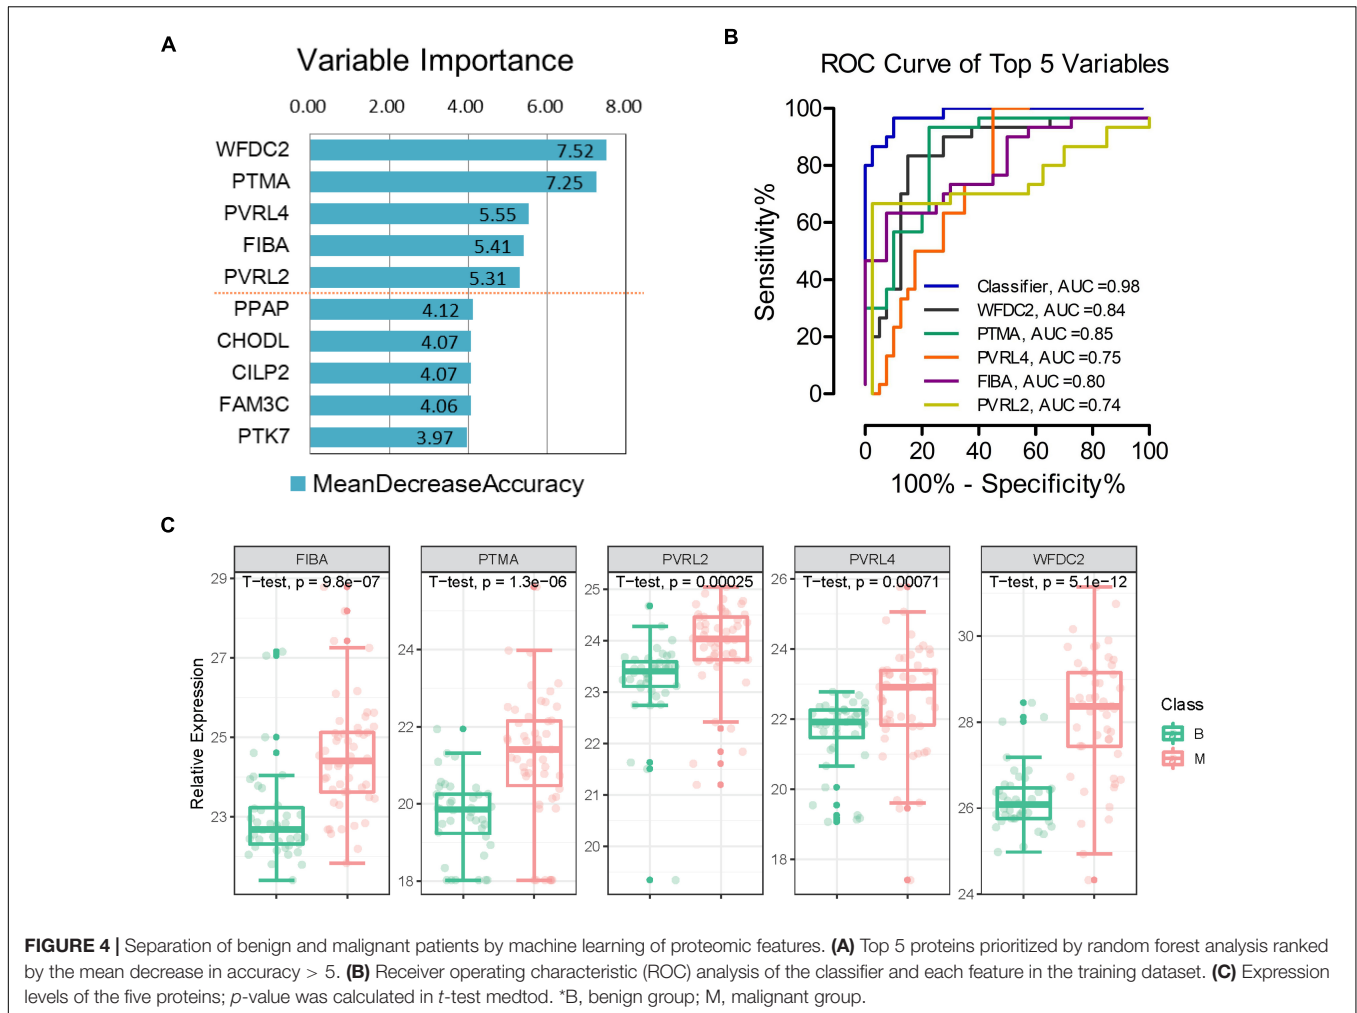 A
Variable Importance
0.00 2.00 4.00 6.00 8.00
WFDC2 7.52
PTMA 7.25
PVRL4 5.55
FIBA 5.41
PVRL2 5.31
PPAP 4.12
CHODL 4.07
CILP2 4.07
FAM3C 4.06
PTK7 3.97
MeanDecreaseAccuracy
B
ROC Curve of Top 5 Variables
Sensitivity%
100
80
60
40
20
0
Classifier, AUC =0.98
WFDC2, AUC =0.84
PTMA, AUC =0.85
PVRL4, AUC =0.75
FIBA, AUC =0.80
PVRL2, AUC =0.74
0 20 40 60 80 100
100% - Specificity%
C
Relative Expression
FIBA
T-test, p = 9.8e-07
29
27
25
23
PTMA
T-test, p = 1.3e-06
24
22
20
18
PVRL2
T-test, p = 0.00025
25
24
23
22
21
20
PVRL4
T-test, p = 0.00071
26
24
22
20
18
WFDC2
T-test, p = 5.1e-12
30
28
26
24
Class
B
M
FIGURE 4 | Separation of benign and malignant patients by machine learning of proteomic features. (A) Top 5 proteins prioritized by random forest analysis ranked
by the mean decrease in accuracy > 5. (B) Receiver operating characteristic (ROC) analysis of the classifier and each feature in the training dataset. (C) Expression
levels of the five proteins; p-value was calculated in t-test medtod. *B, benign group; M, malignant group.